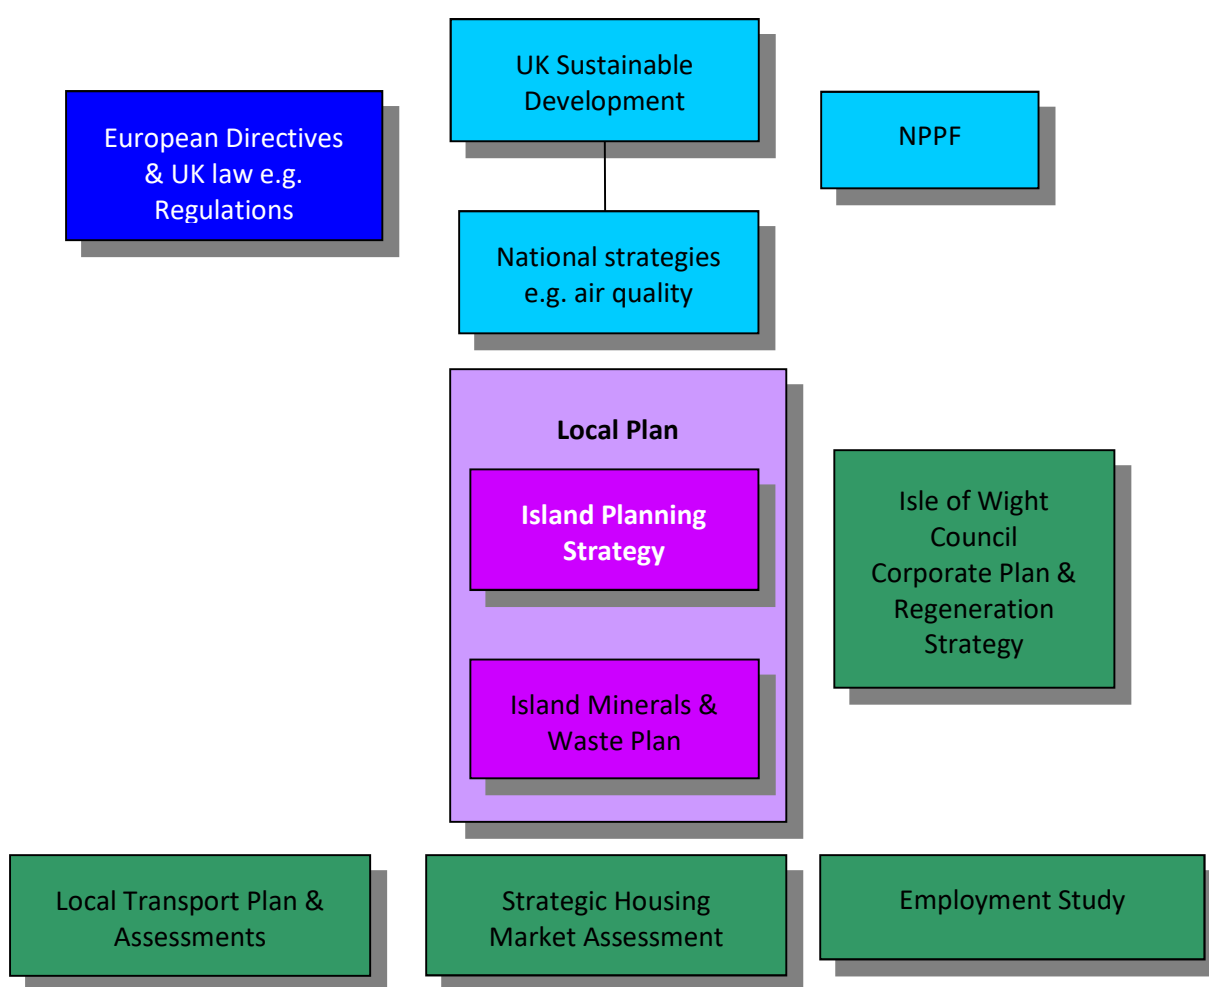 UK Sustainable
Development
European Directives
& UK law e.g.
Regulations
NPPF
National strategies
e.g. air quality
Local Plan
Island Planning
Strategy
Isle of Wight
Council
Corporate Plan &
Regeneration
Strategy
Island Minerals &
Waste Plan
Local Transport Plan &
Assessments
Strategic Housing
Market Assessment
Employment Study